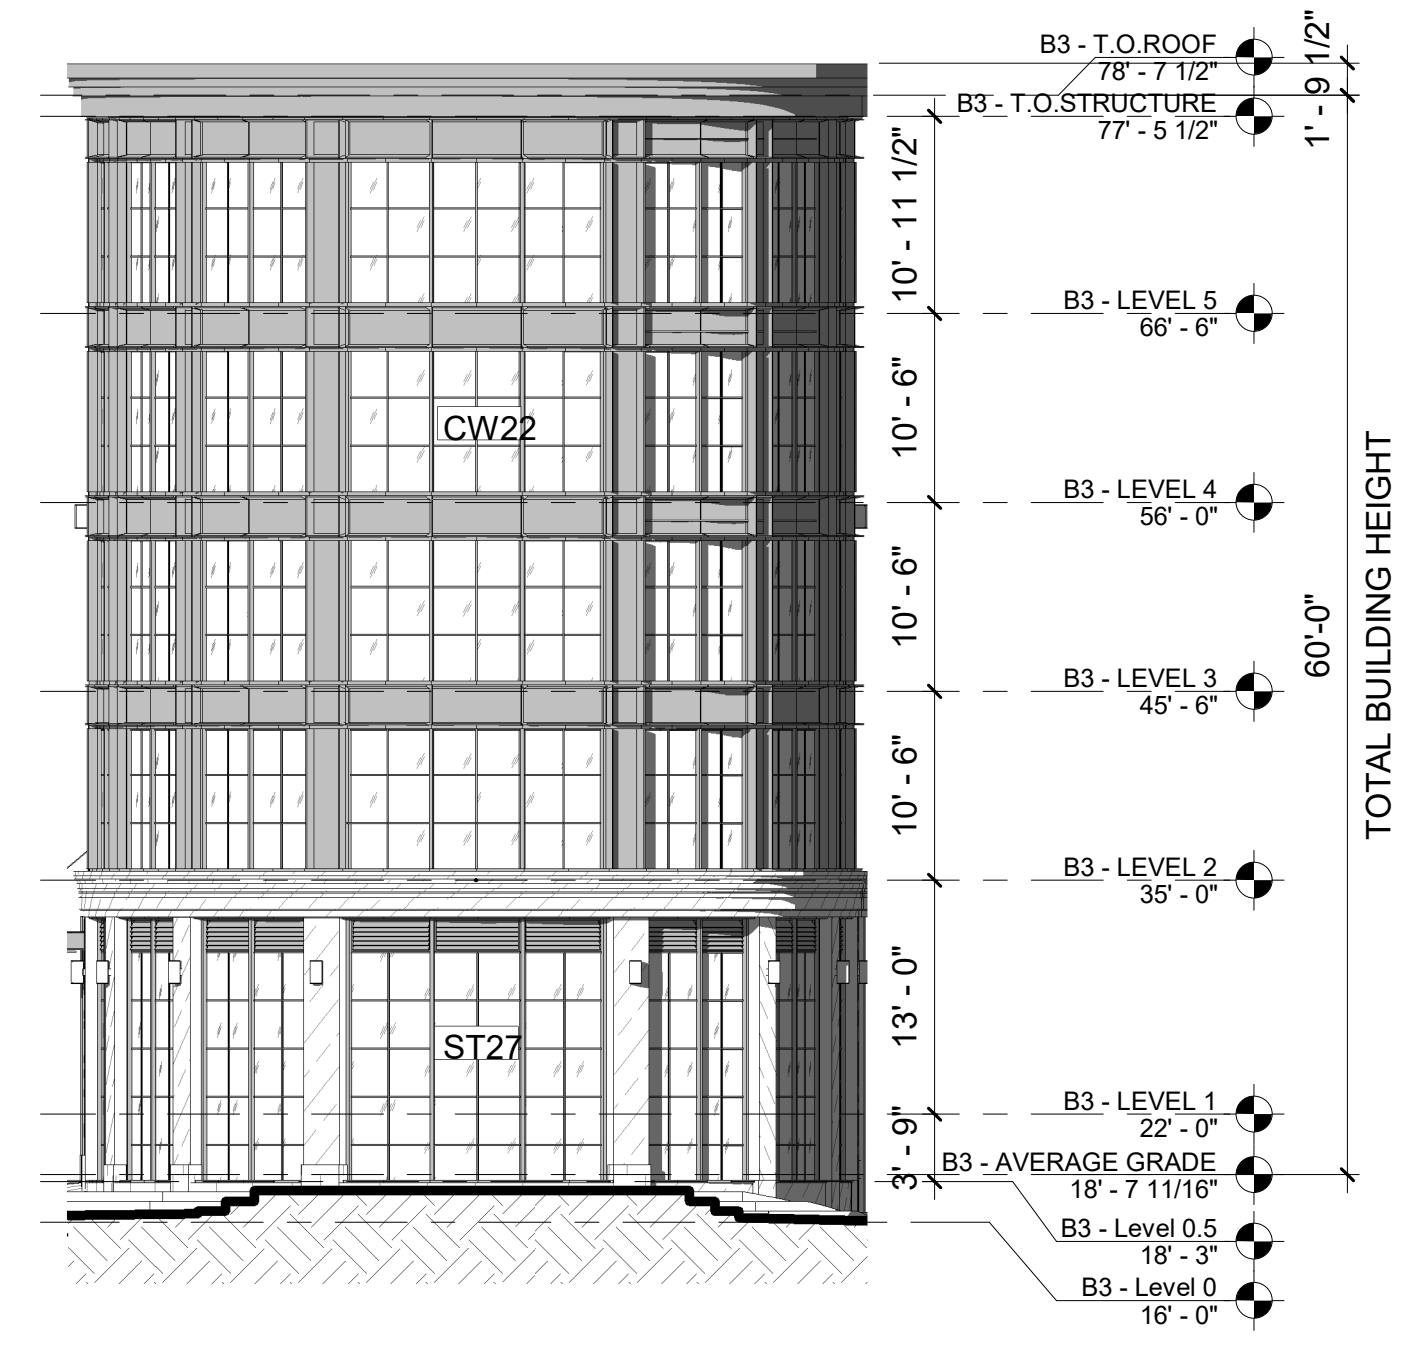 B3 - T.O.ROOF
78' - 7 1/2"
1' - 9 1/2"
B3 - T.O.STRUCTURE
77' - 5 1/2"
10' - 11 1/2"
B3 - LEVEL 5
66' - 6"
10' - 6"
CW22
B3 - LEVEL 4
56' - 0"
10' - 6"
60'-0"
TOTAL BUILDING HEIGHT
B3 - LEVEL 3
45' - 6"
10' - 6"
B3 - LEVEL 2
35' - 0"
13' - 0"
ST27
B3 - LEVEL 1
22' - 0"
3' - 9"
B3 - AVERAGE GRADE
18' - 7 11/16"
B3 - Level 0.5
18' - 3"
B3 - Level 0
16' - 0"